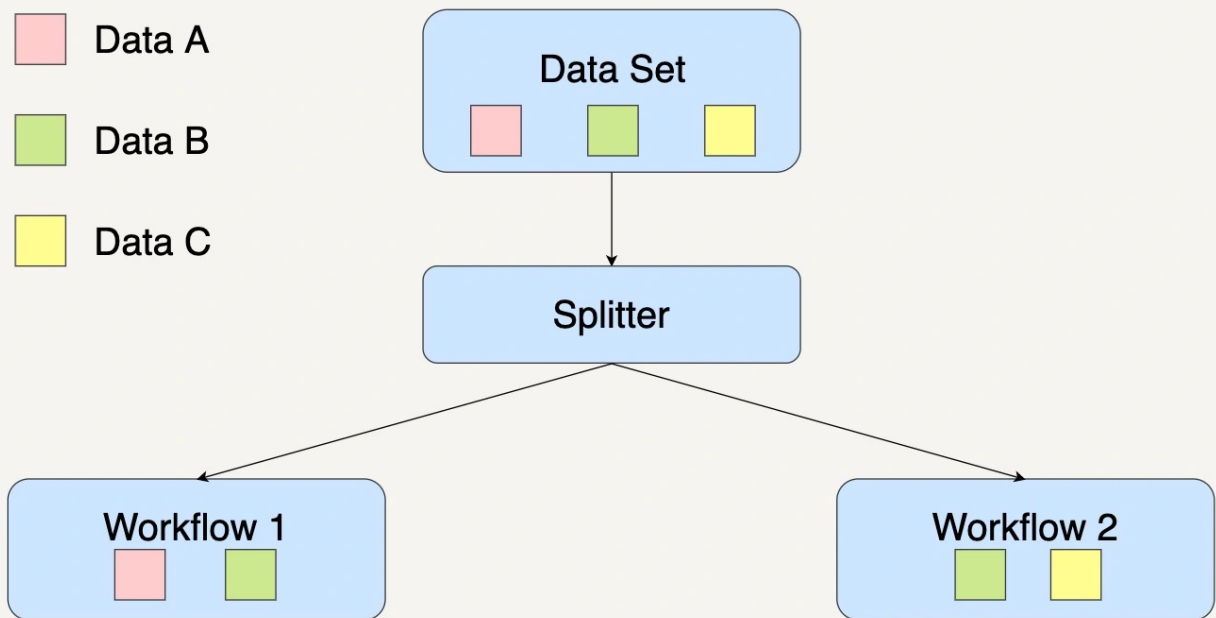 Data A
Data B
Data C
Data Set
Splitter
Workflow 1
Workflow 2